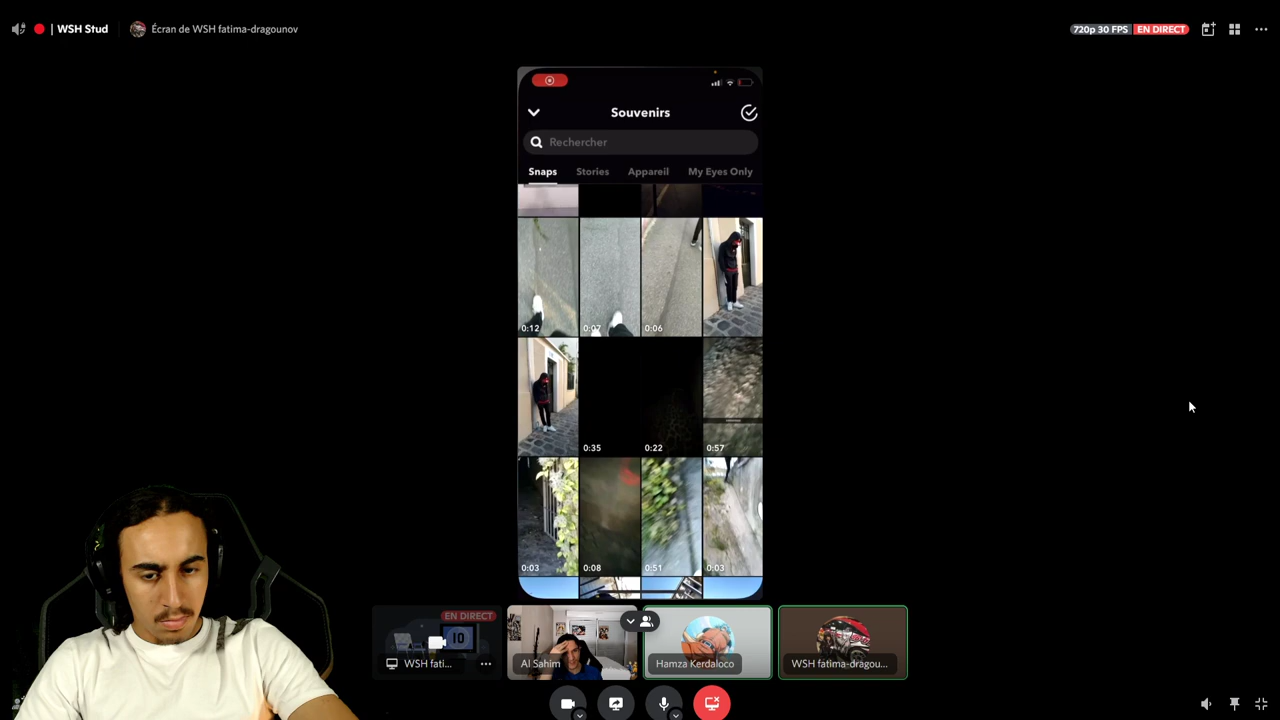 | WSH Stud
Écran de WSH fatima-dragounov
720p 30 FPS
EN DIRECT
Souvenirs
Rechercher
Snaps
Stories
Appareil
My Eyes Only
0:12
0:07
0:06
0:35
0:22
0:57
0:03
0:08
0:51
0:03
EN DIRECT
WSH fati...
Al Sahim
Hamza Kerdaloco
WSH fatima-dragou...